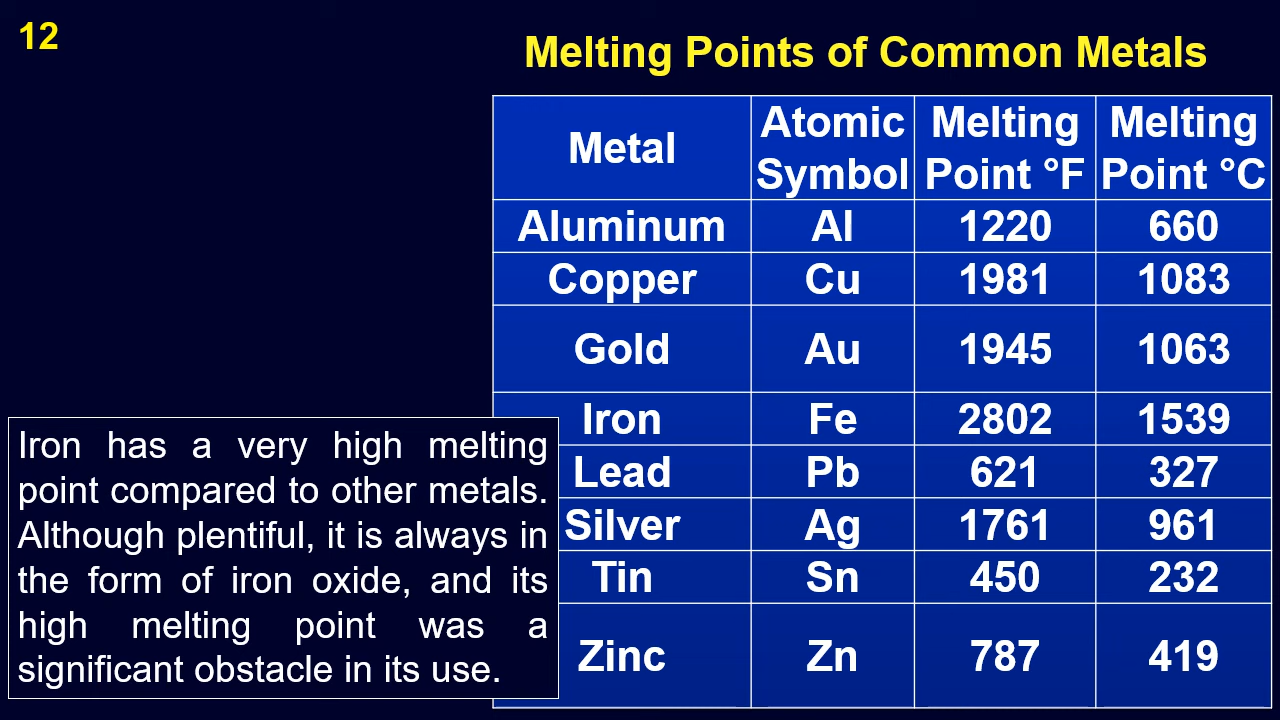 12
Melting Points of Common Metals
Metal Atomic Symbol Melting Point °F Melting Point °C
Aluminum Al 1220 660
Copper Cu 1981 1083
Gold Au 1945 1063
Iron Fe 2802 1539
Lead Pb 621 327
Silver Ag 1761 961
Tin Sn 450 232
Zinc Zn 787 419
Iron has a very high melting
point compared to other metals.
Although plentiful, it is always in
the form of iron oxide, and its
high melting point was a
significant obstacle in its use.